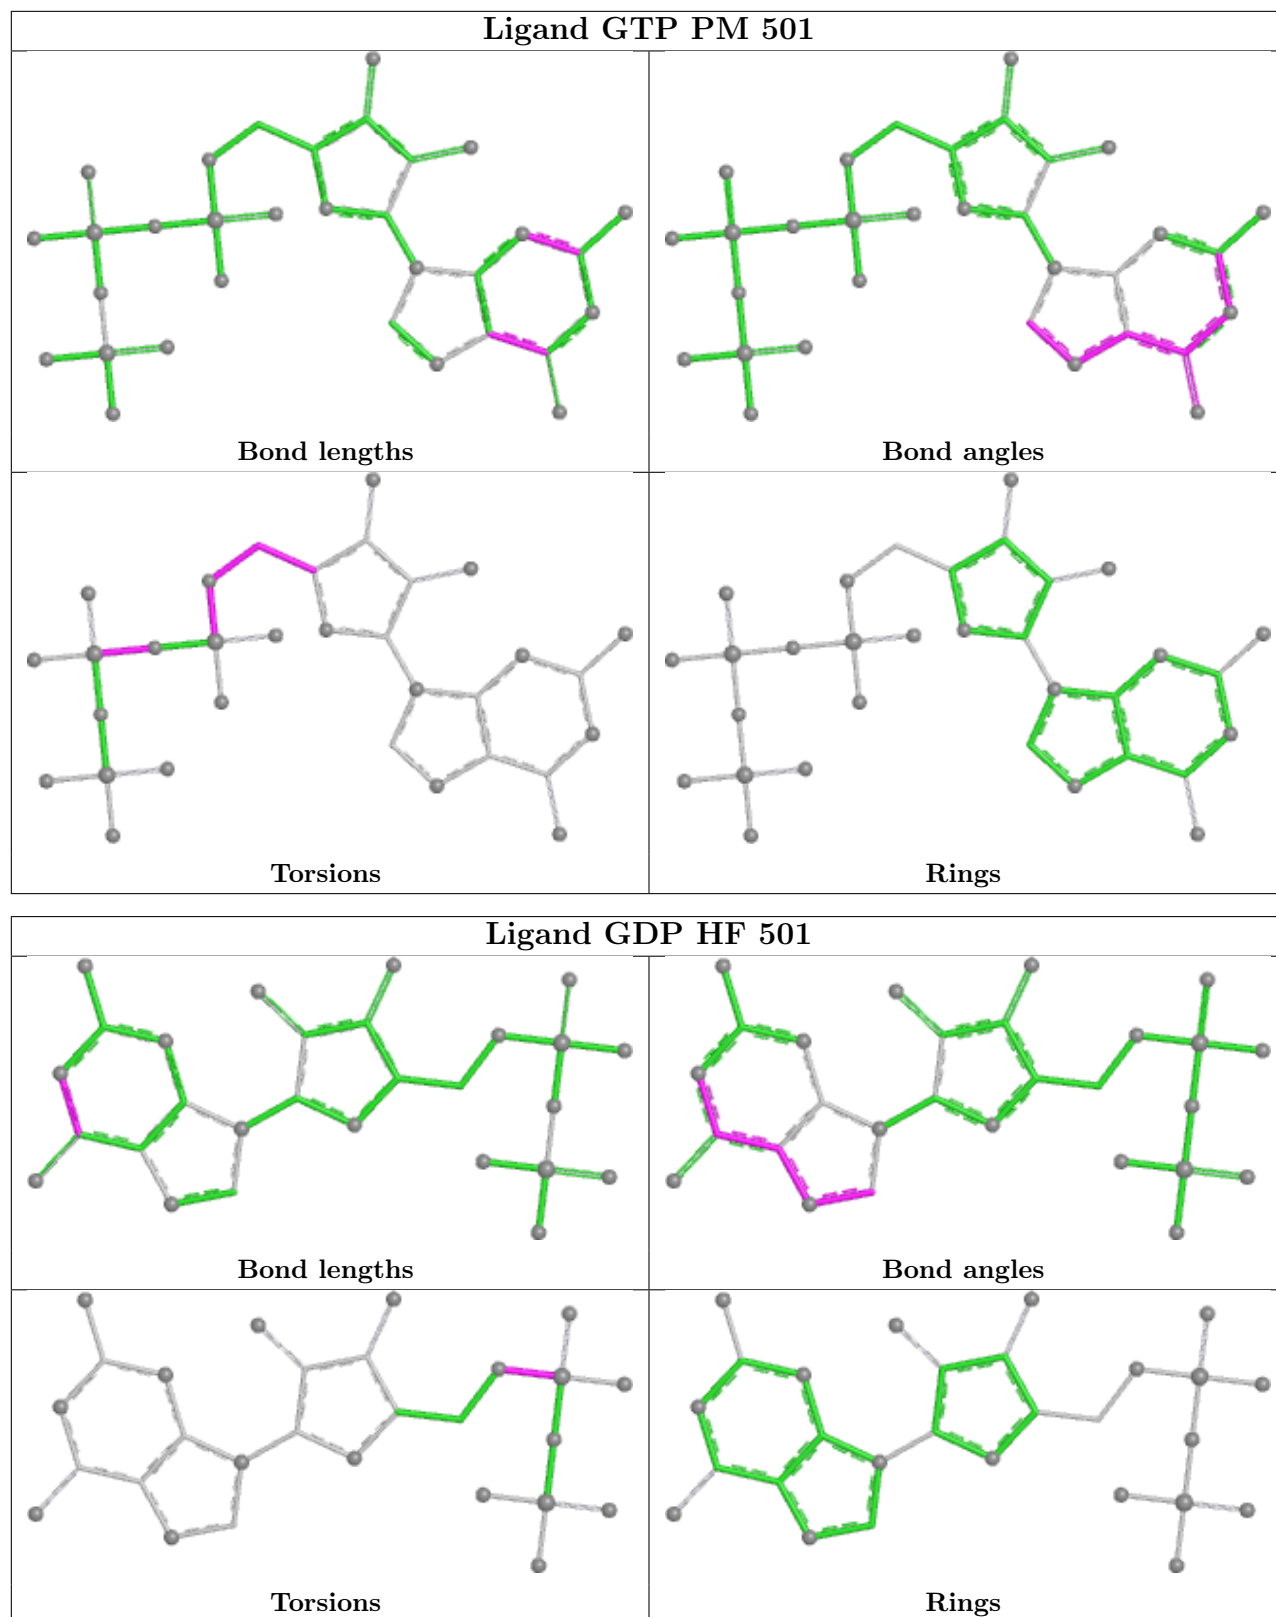 Ligand GTP PM 501
Bond lengths
Bond angles
Torsions
Rings
Ligand GDP HF 501
Bond lengths
Bond angles
Torsions
Rings